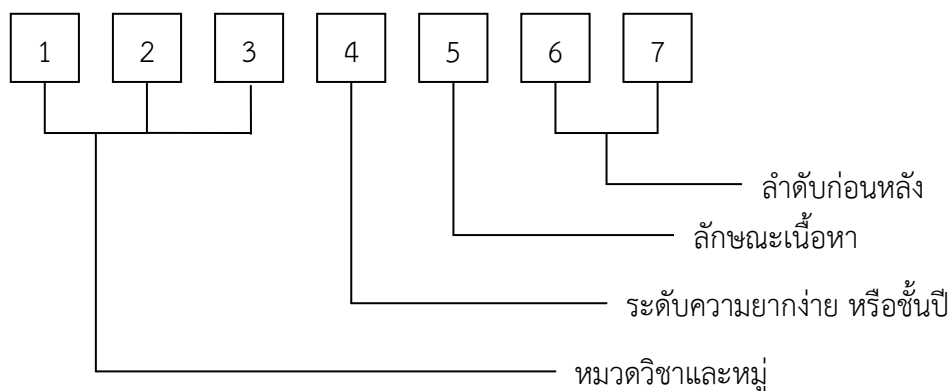 1 2 3 4 5 6 7
ลำดับก่อนหลัง
ลักษณะเนื้อหา
ระดับความยากง่าย หรือชั้นปี
หมวดวิชาและหมู่